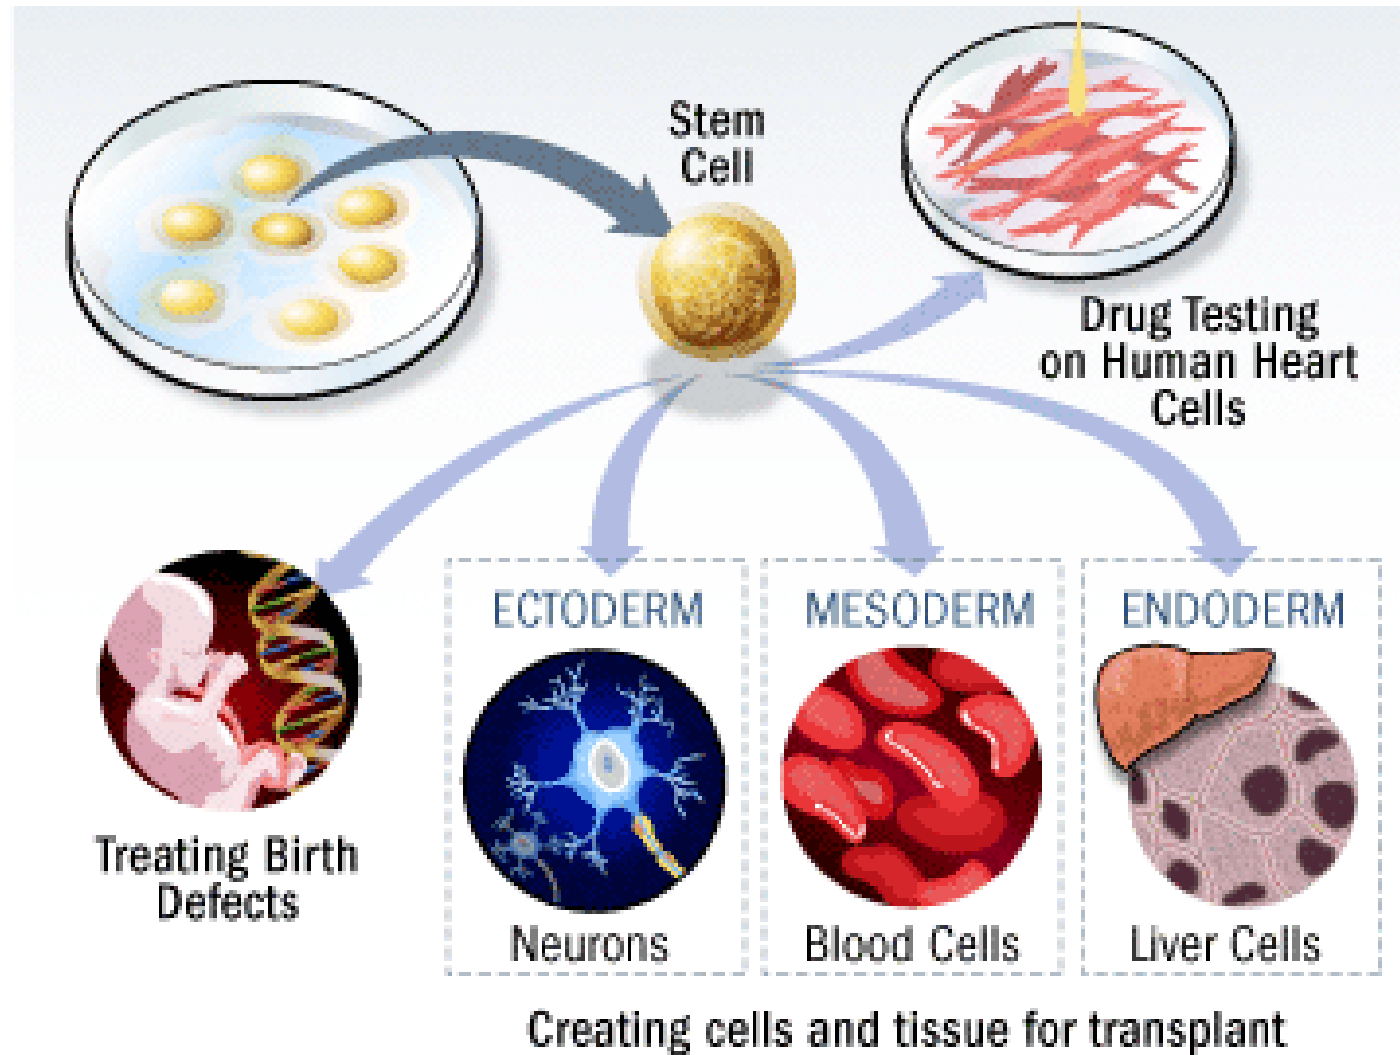 Stem
Cell
Drug Testing
on Human Heart
Cells
Treating Birth
Defects
ECTODERM
Neurons
MESODERM
Blood Cells
ENDODERM
Liver Cells
Creating cells and tissue for transplant